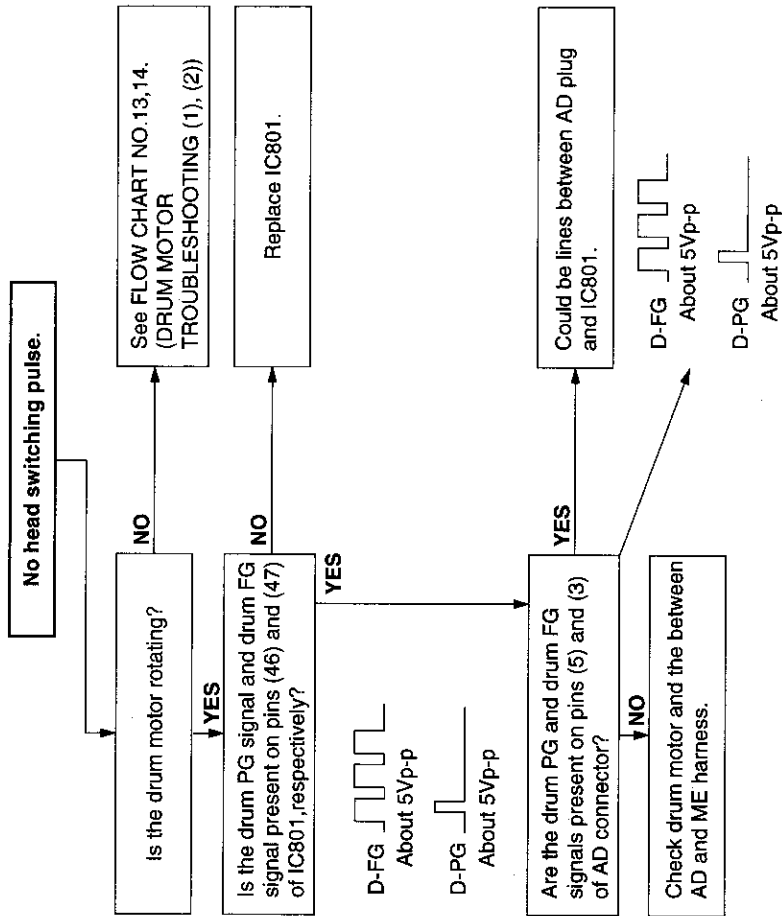 No head switching pulse.
Is the drum motor rotating?
NO
See FLOW CHART NO.13,14.
(DRUM MOTOR
TROUBLESHOOTING (1), (2))
YES
Is the drum PG signal and drum FG
signal present on pins (46) and (47)
of IC801,respectively?
NO
Replace IC801.
YES
D-FG
About 5Vp-p
D-PG
About 5Vp-p
Are the drum PG and drum FG
signals present on pins (5) and (3)
of AD connector?
YES
Could be lines between AD plug
and IC801.
D-FG
About 5Vp-p
D-PG
About 5Vp-p
NO
Check drum motor and the between
AD and ME harness.